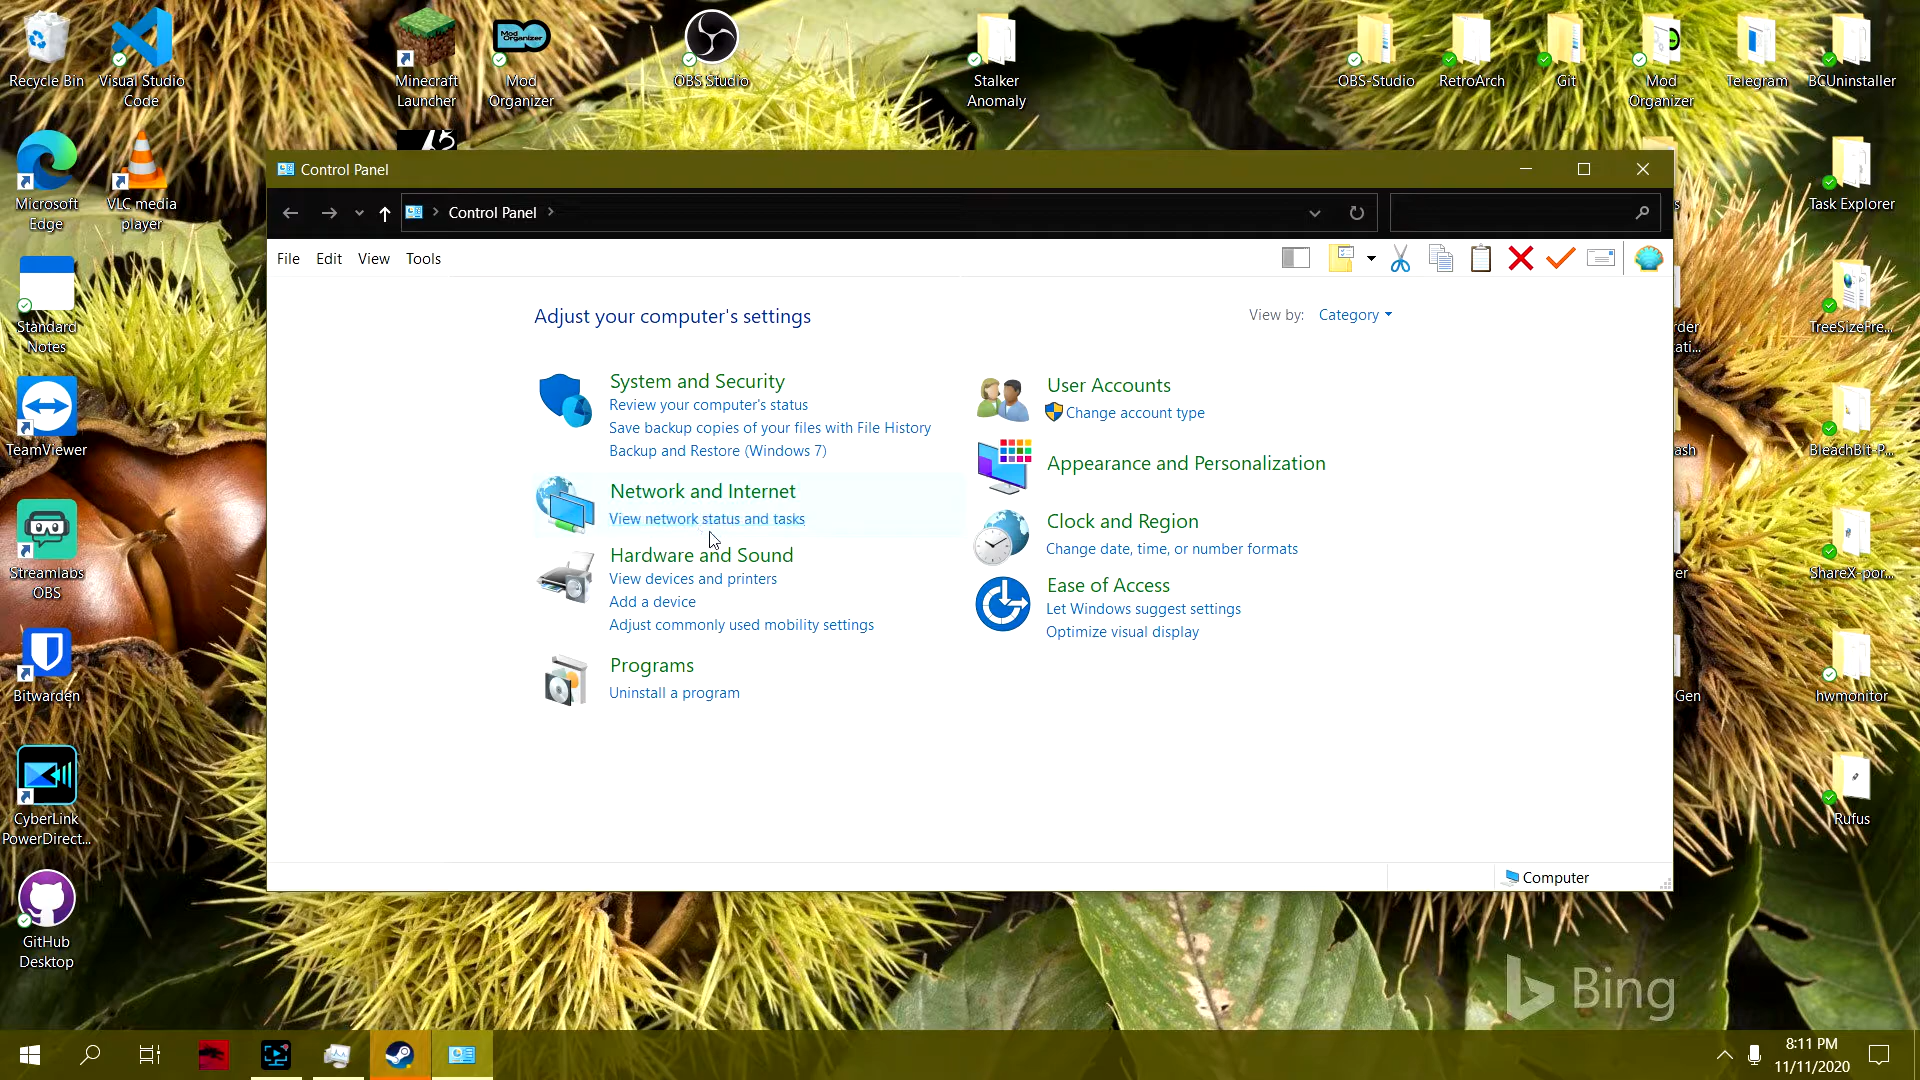 Recycle Bin
Visual Studio
Code
Minecraft
Launcher
Mod
Organizer
Mod
Organizer
OBS Studio
Stalker
Anomaly
OBS-Studio
RetroArch
Git
Mod
Organizer
Telegram
BCUninstaller
Microsoft
Edge
VLC media
player
Task Explorer
Control Panel
Control Panel
File
Edit
View
Tools
Standard
Notes
TreeSizeFre...
Adjust your computer's settings
View by:
Category
System and Security
Review your computer's status
Save backup copies of your files with File History
Backup and Restore (Windows 7)
User Accounts
Change account type
Appearance and Personalization
TeamViewer
BleachBit-P...
Network and Internet
View network status and tasks
Clock and Region
Change date, time, or number formats
Hardware and Sound
View devices and printers
Add a device
Adjust commonly used mobility settings
Ease of Access
Let Windows suggest settings
Optimize visual display
Streamlabs
OBS
ShareX-por...
Programs
Uninstall a program
Bitwarden
Gen
hwmonitor
CyberLink
PowerDirect...
Rufus
Computer
GitHub
Desktop
Bing
8:11 PM
11/11/2020